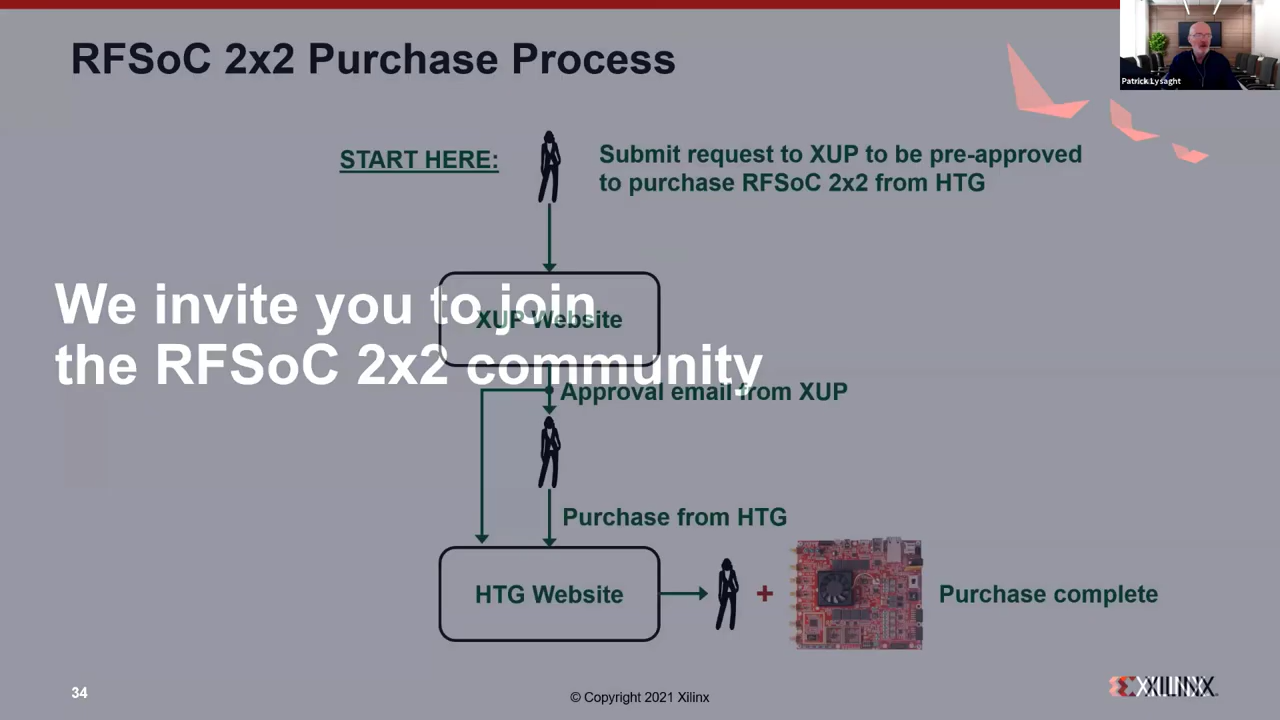 RFSoC 2x2 Purchase Process
Patrick Lysaght
START HERE:
Submit request to XUP to be pre-approved
to purchase RFSoC 2x2 from HTG
We invite you to join
the RFSoC 2x2 community
XUP Website
Approval email from XUP
Purchase from HTG
HTG Website
+
Purchase complete
34
© Copyright 2021 Xilinx
XILINX